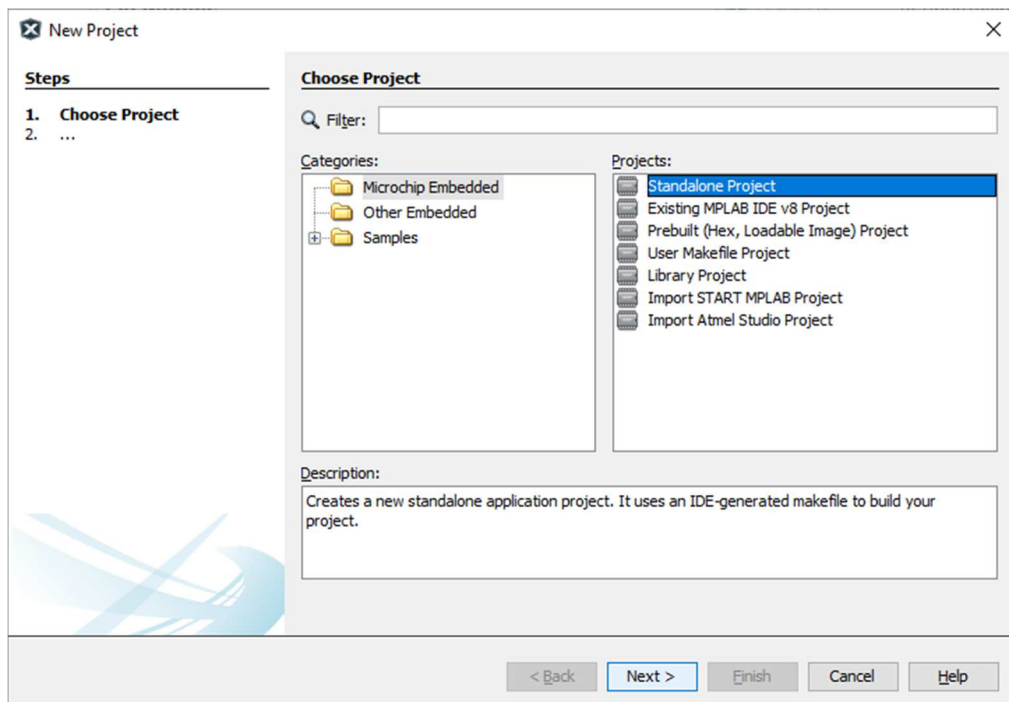 New Project
Steps
1. Choose Project
2. ...
Choose Project
Filter:
Categories:
Microchip Embedded
Other Embedded
Samples
Projects:
Standalone Project
Existing MPLAB IDE v8 Project
Prebuilt (Hex, Loadable Image) Project
User Makefile Project
Library Project
Import START MPLAB Project
Import Atmel Studio Project
Description:
Creates a new standalone application project. It uses an IDE-generated makefile to build your
project.
< Back
Next >
Finish
Cancel
Help